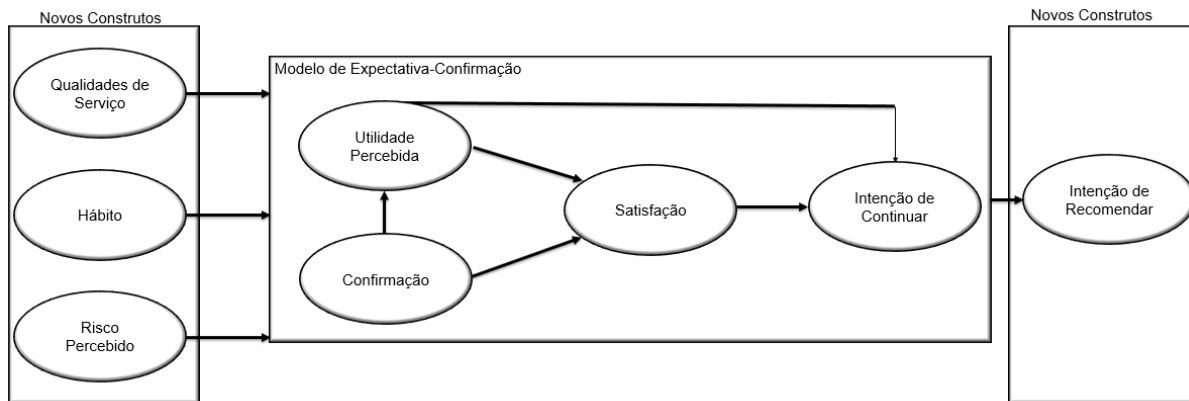 Novos Construtos
Qualidades de
Serviço
Hábito
Risco
Percebido
Modelo de Expectativa-Confirmação
Utilidade
Percebida
Confirmação
Satisfação
Intenção de
Continuar
Novos Construtos
Intenção de
Recomendar